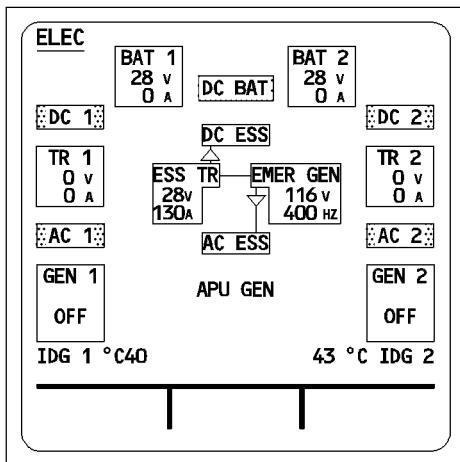 ELEC
BAT 1
28 V
0 A
DC BAT
BAT 2
28 V
0 A
DC 1
DC ESS
DC 2
TR 1
0 V
0 A
ESS TR
28V
130A
EMER GEN
116 V
400 HZ
TR 2
0 V
0 A
AC 1
AC ESS
AC 2
GEN 1
OFF
APU GEN
GEN 2
OFF
IDG 1 °C40
43 °C IDG 2